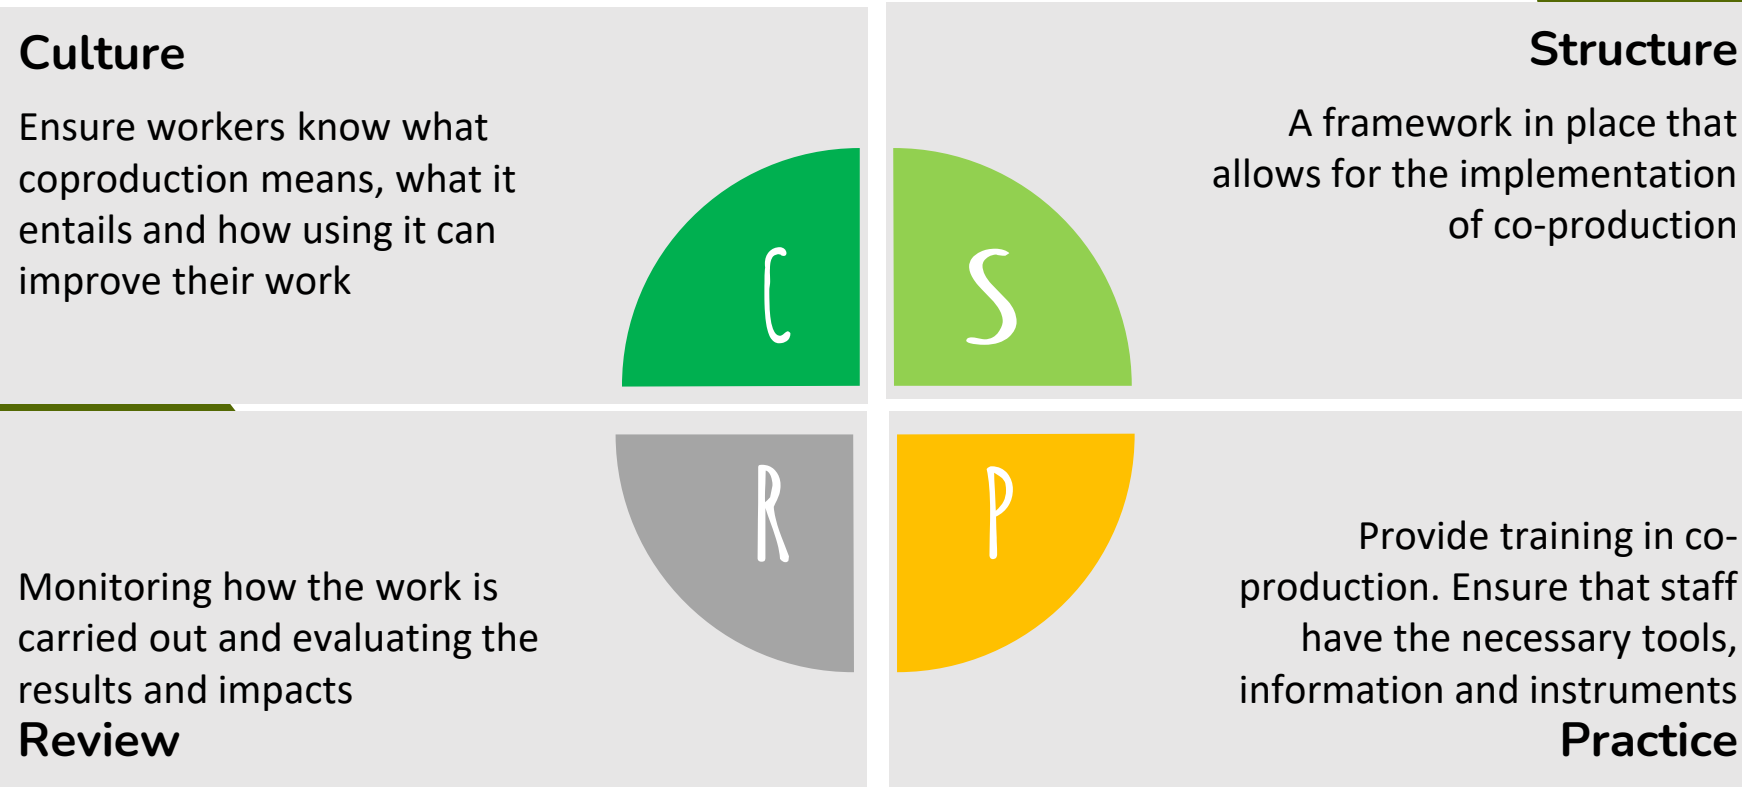 Culture
Ensure workers know what
coproduction means, what it
entails and how using it can
improve their work
C
Structure
A framework in place that
allows for the implementation
of co-production
S
R
Monitoring how the work is
carried out and evaluating the
results and impacts
Review
P
Provide training in co-
production. Ensure that staff
have the necessary tools,
information and instruments
Practice